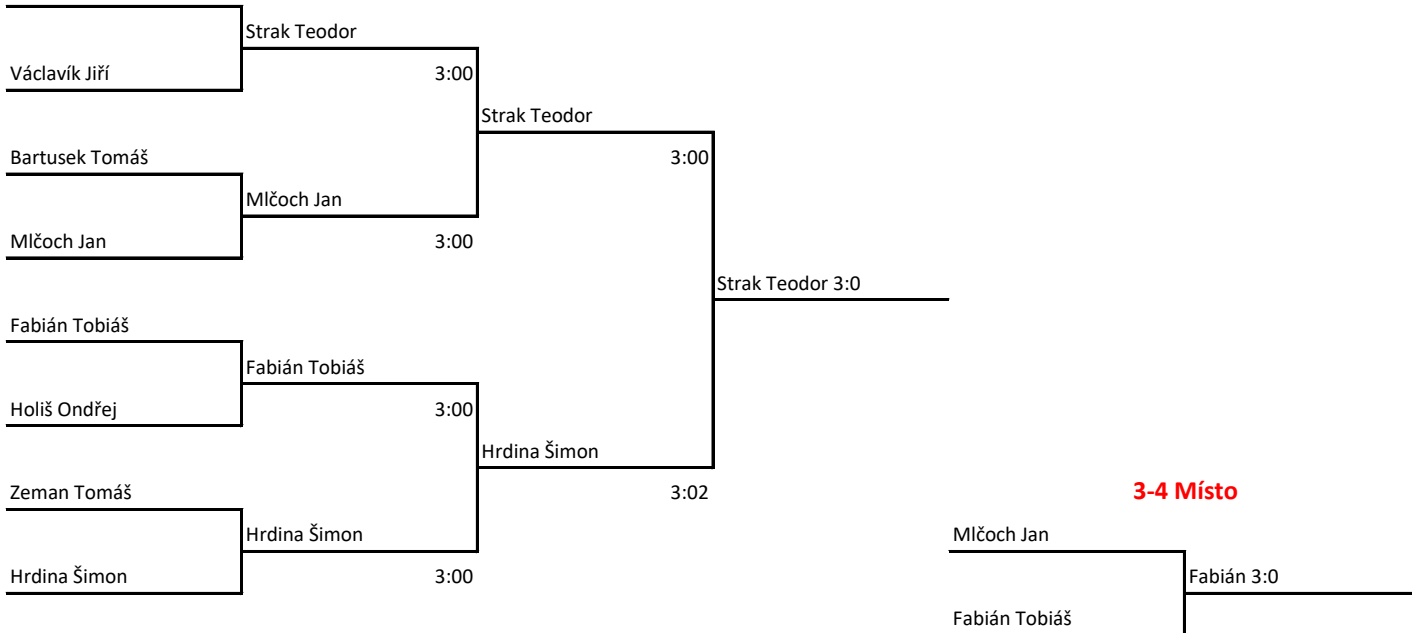 Strak Teodor
Václavík Jiří
3:00
Strak Teodor
Bartusek Tomáš
3:00
Mlčoch Jan
Mlčoch Jan
3:00
Strak Teodor 3:0
Fabián Tobiáš
Fabián Tobiáš
Holiš Ondřej
3:00
Hrdina Šimon
Zeman Tomáš
3:02
3-4 Místo
Hrdina Šimon
Mlčoch Jan
Hrdina Šimon
3:00
Fabián 3:0
Fabián Tobiáš